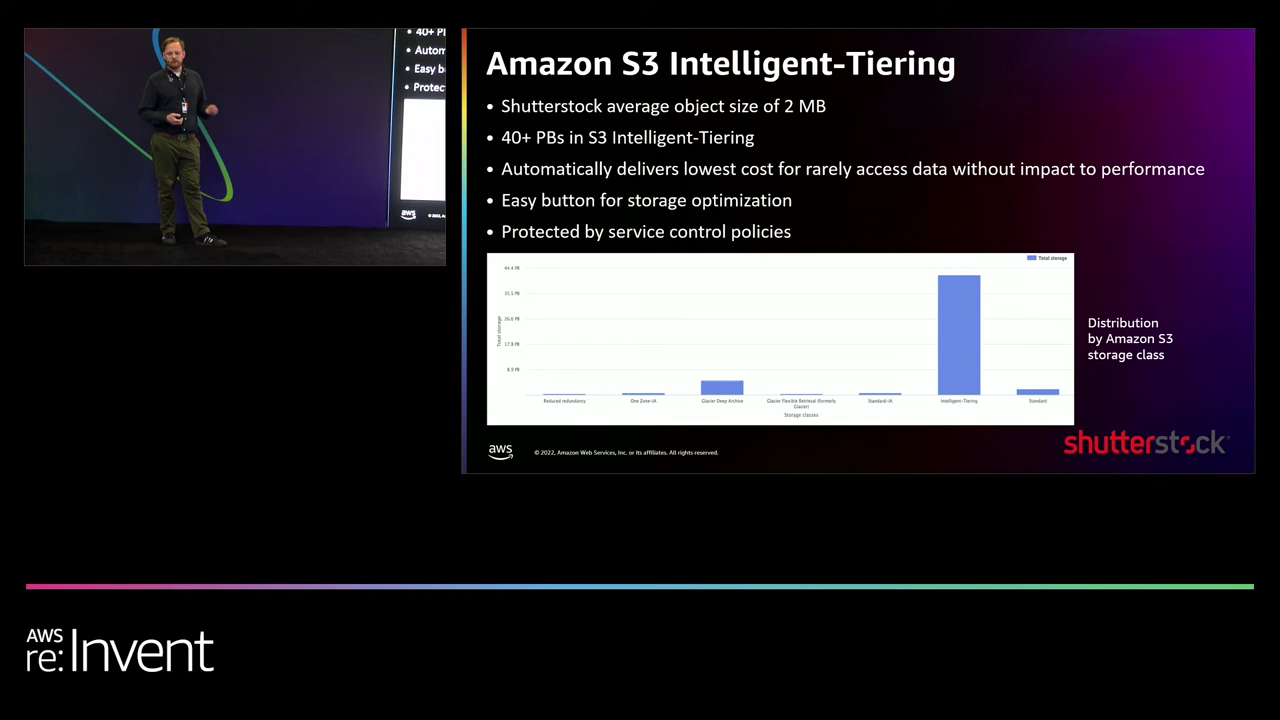 • 40+ P
• Autom
• Easy b
• Protec
aws
© 2022, A
Amazon S3 Intelligent-Tiering
• Shutterstock average object size of 2 MB
• 40+ PBs in S3 Intelligent-Tiering
• Automatically delivers lowest cost for rarely access data without impact to performance
• Easy button for storage optimization
• Protected by service control policies
Total storage
44.4 PB
35.5 PB
26.6 PB
17.8 PB
8.9 PB
Total storage
Reduced redundancy
One Zone-IA
Glacier Deep Archive
Glacier Flexible Retrieval (formerly
Glacier)
Standard-IA
Intelligent-Tiering
Standard
Storage classes
Distribution
by Amazon S3
storage class
aws
© 2022, Amazon Web Services, Inc. or its affiliates. All rights reserved.
shutterstock
AWS
re:Invent